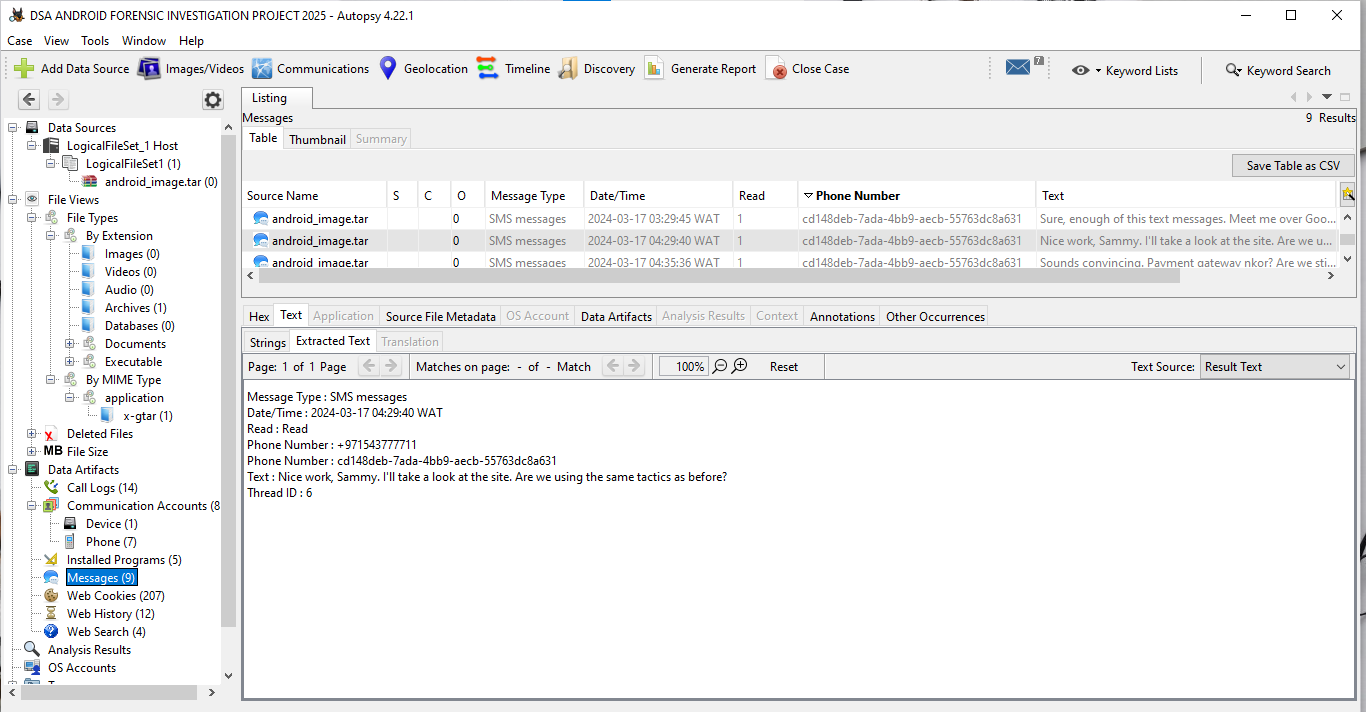 DSA ANDROID FORENSIC INVESTIGATION PROJECT 2025 - Autopsy 4.22.1
Case View Tools Window Help
Add Data Source Images/Videos Communications Geolocation Timeline Discovery Generate Report Close Case 7 Keyword Lists Keyword Search
Data Sources
LogicalFileSet_1 Host
LogicalFileSet1 (1)
android_image.tar (0)
File Views
File Types
By Extension
Images (0)
Videos (0)
Audio (0)
Archives (1)
Databases (0)
Documents
Executable
By MIME Type
application
x-gtar (1)
Deleted Files
MB File Size
Data Artifacts
Call Logs (14)
Communication Accounts (8
Device (1)
Phone (7)
Installed Programs (5)
Messages (9)
Web Cookies (207)
Web History (12)
Web Search (4)
Analysis Results
OS Accounts
Listing
Messages 9 Results
Table Thumbnail Summary
Save Table as CSV
Source Name S C O Message Type Date/Time Read Phone Number Text
android_image.tar 0 SMS messages 2024-03-17 03:29:45 WAT 1 cd148deb-7ada-4bb9-aecb-55763dc8a631 Sure, enough of this text messages. Meet me over Goo...
android_image.tar 0 SMS messages 2024-03-17 04:29:40 WAT 1 cd148deb-7ada-4bb9-aecb-55763dc8a631 Nice work, Sammy. I'll take a look at the site. Are we u...
android_image.tar 0 SMS messages 2024-03-17 04:35:36 WAT 1 cd148deb-7ada-4bb9-aecb-55763dc8a631 Sounds convincing. Payment gateway nkor? Are we sti...
Hex Text Application Source File Metadata OS Account Data Artifacts Analysis Results Context Annotations Other Occurrences
Strings Extracted Text Translation
Page: 1 of 1 Page Matches on page: - of - Match 100% Reset Text Source: Result Text
Message Type : SMS messages
Date/Time : 2024-03-17 04:29:40 WAT
Read : Read
Phone Number : +971543777711
Phone Number : cd148deb-7ada-4bb9-aecb-55763dc8a631
Text : Nice work, Sammy. I'll take a look at the site. Are we using the same tactics as before?
Thread ID : 6